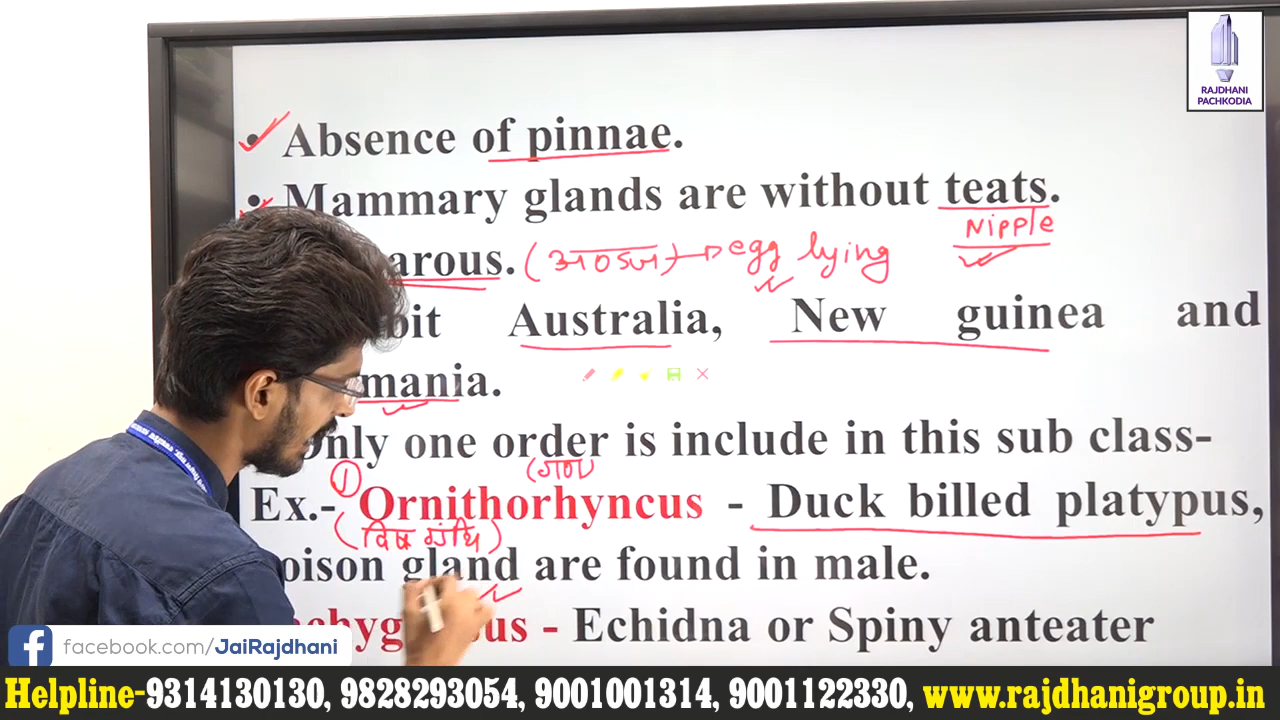 RAJDHANI
PACHKODIA
• Absence of pinnae.
• Mammary glands are without teats.
Nipple
arous. (अण्डज) → egg lying
bit Australia, New guinea and
mania.
Only one order is include in this sub class-
(गण)
①
Ex.- Ornithorhyncus - Duck billed platypus,
(विष ग्रंथि)
oison gland are found in male.
achyg us - Echidna or Spiny anteater
facebook.com/JaiRajdhani
Helpline-9314130130, 9828293054, 9001001314, 9001122330, www.rajdhanigroup.in